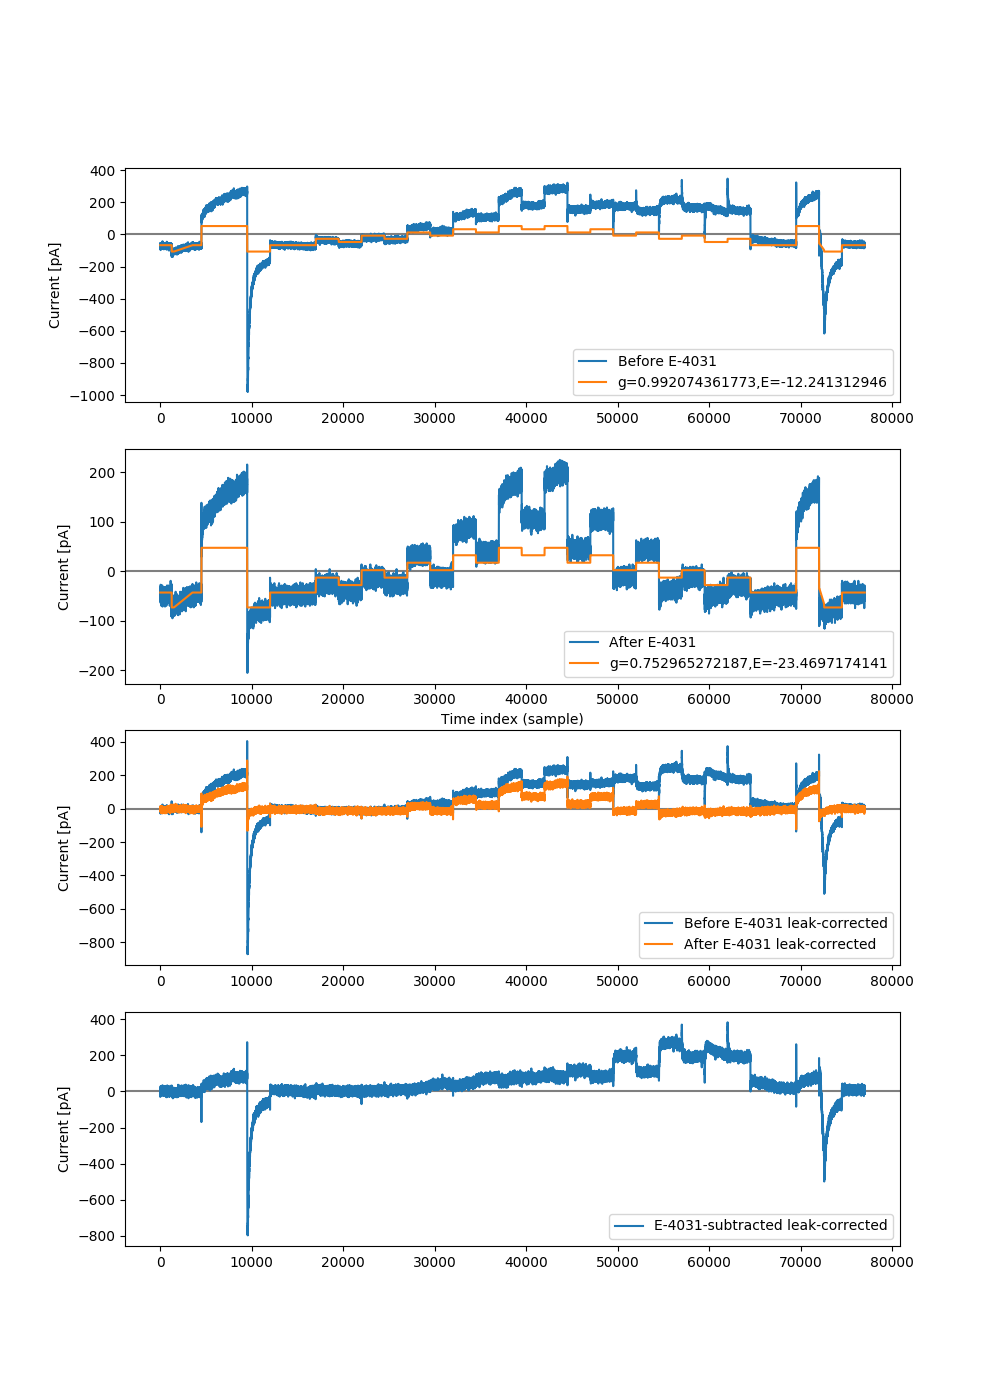 400
200
0
−200
−400
−600
−800
−1000
Current [pA]
Before E-4031
g=0.992074361773,E=-12.241312946
0 10000 20000 30000 40000 50000 60000 70000 80000
200
100
0
−100
−200
Current [pA]
After E-4031
g=0.752965272187,E=-23.4697174141
0 10000 20000 30000 40000 50000 60000 70000 80000
Time index (sample)
400
200
0
−200
−400
−600
−800
Current [pA]
Before E-4031 leak-corrected
After E-4031 leak-corrected
0 10000 20000 30000 40000 50000 60000 70000 80000
400
200
0
−200
−400
−600
−800
Current [pA]
E-4031-subtracted leak-corrected
0 10000 20000 30000 40000 50000 60000 70000 80000